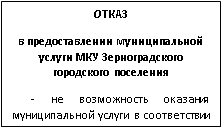 ОТКАЗ
в предоставлении муниципальной
услуги МКУ Зерноградского
городского поселения
- не возможность оказания
муниципальной услуги в соответствии